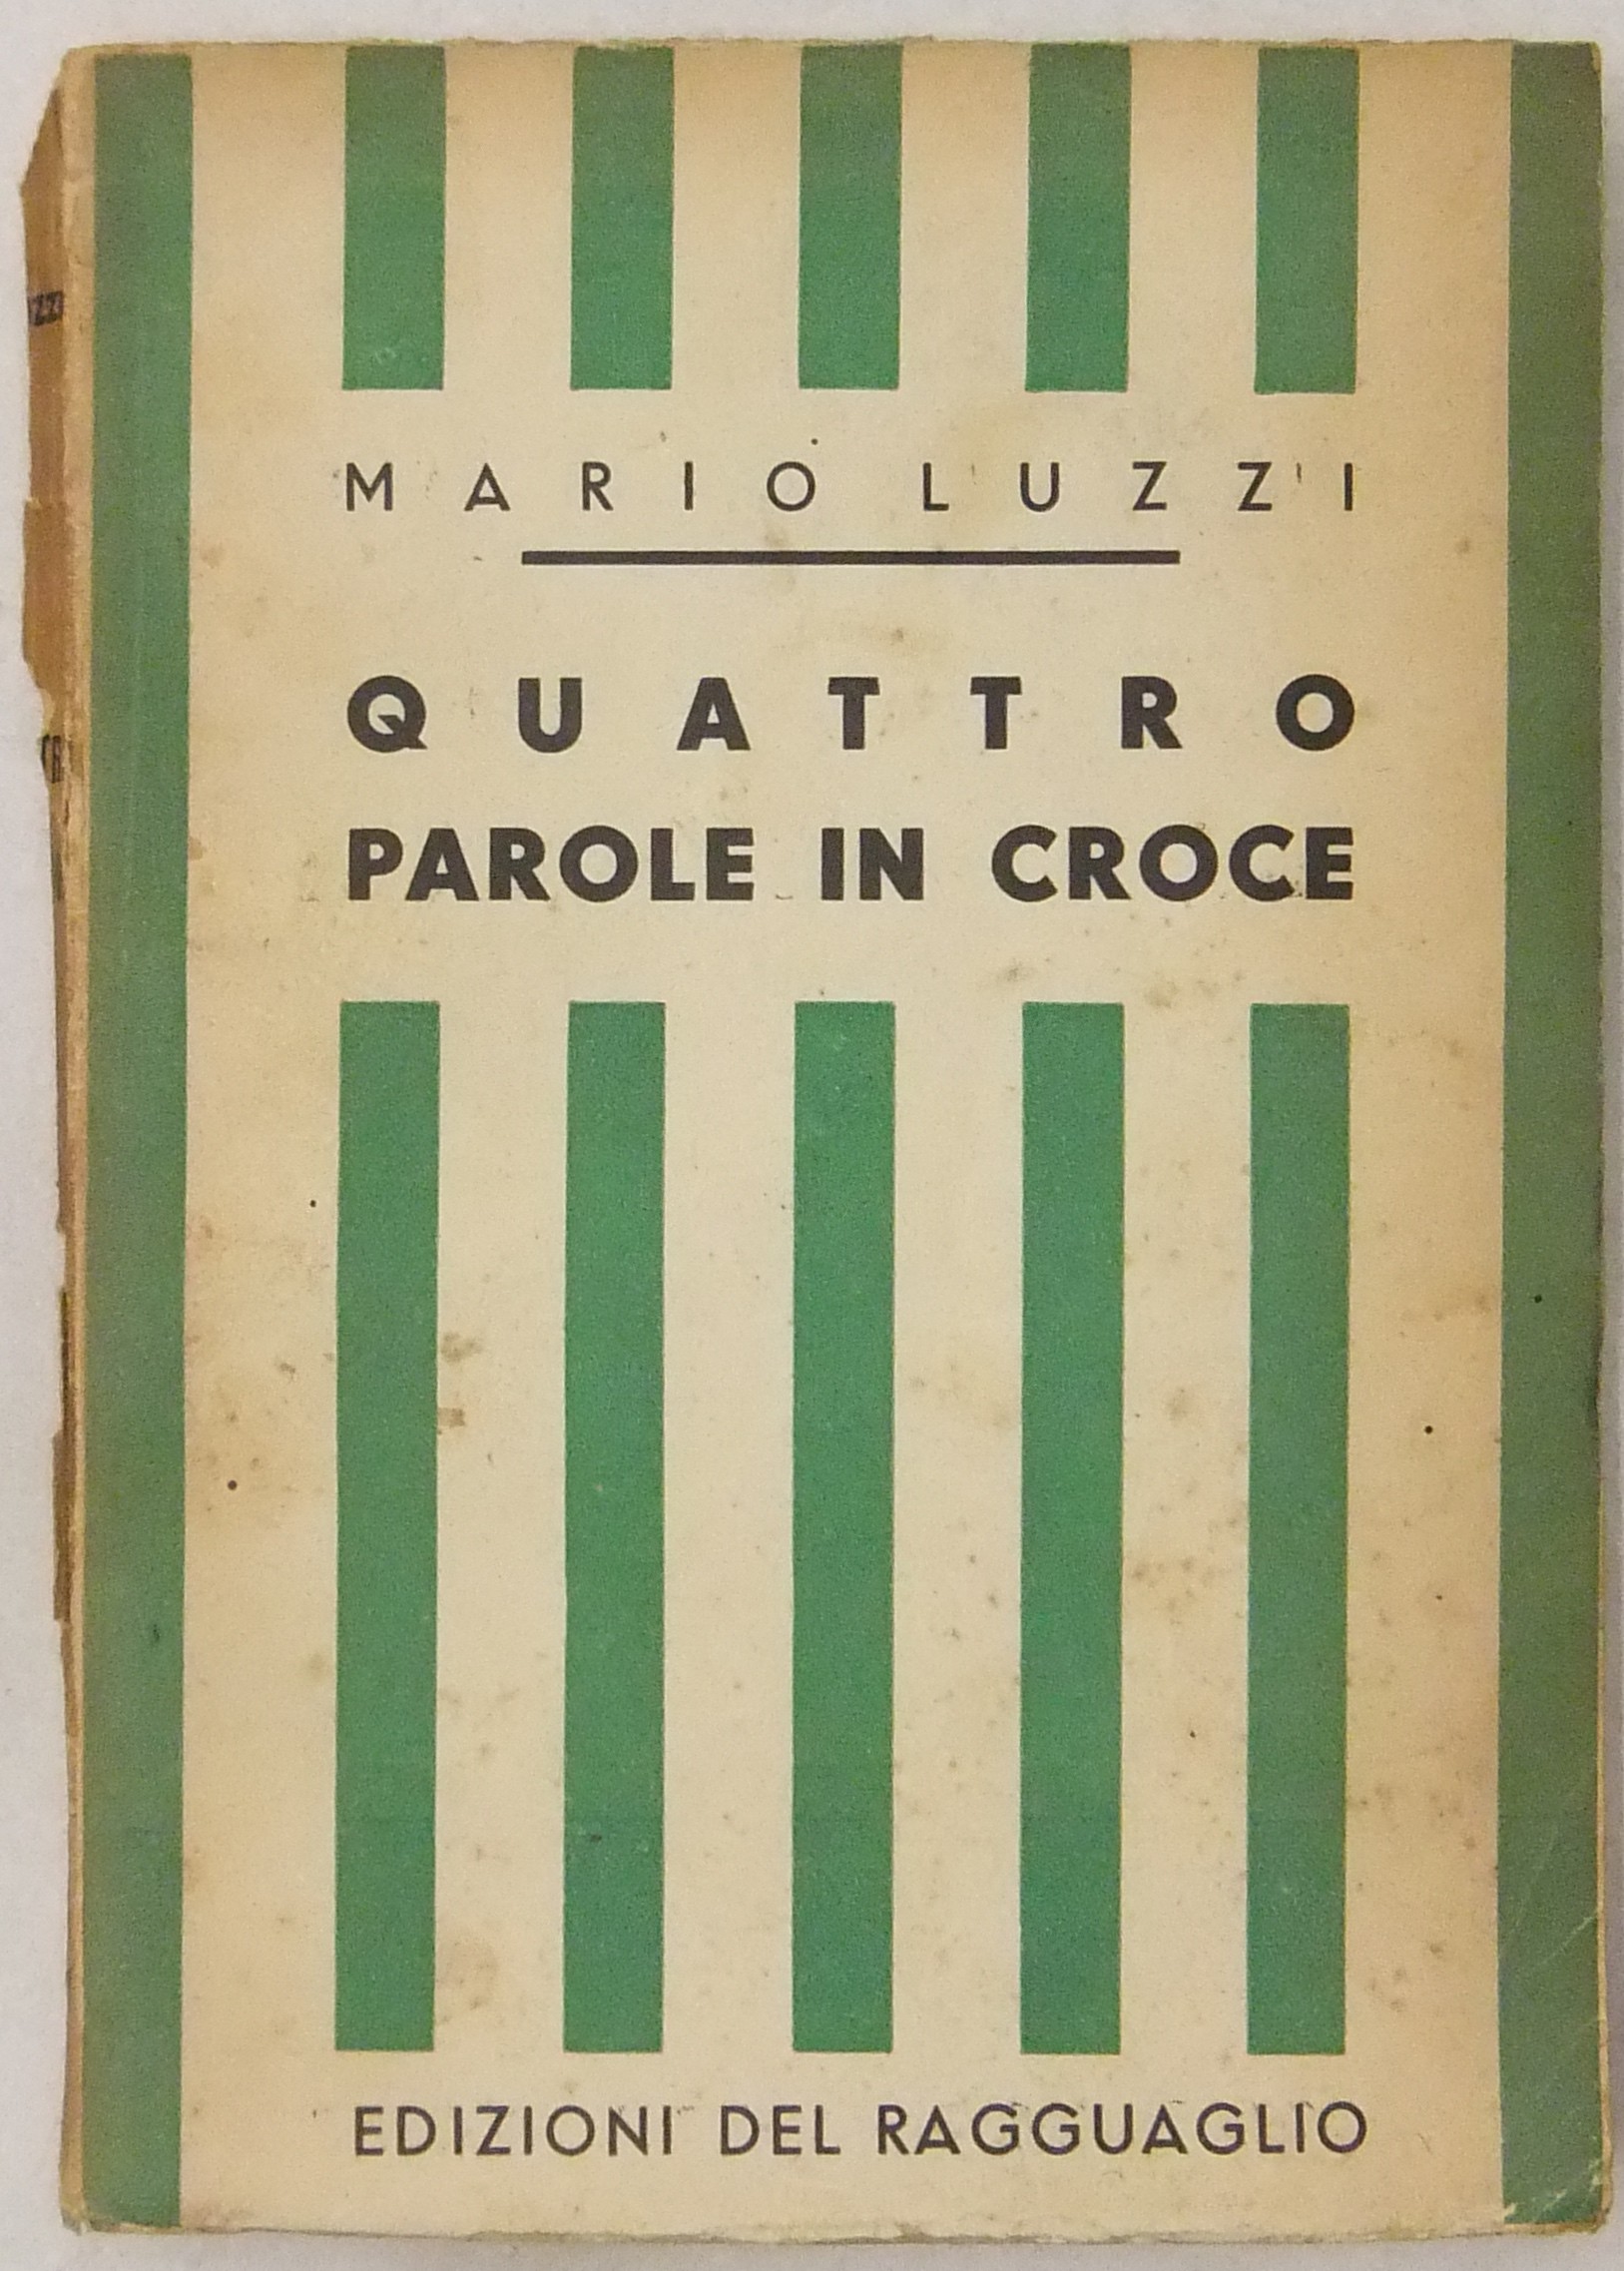 MARIO LUZZI
QUATTRO
PAROLE IN CROCE
EDIZIONI DEL RAGGUAGLIO